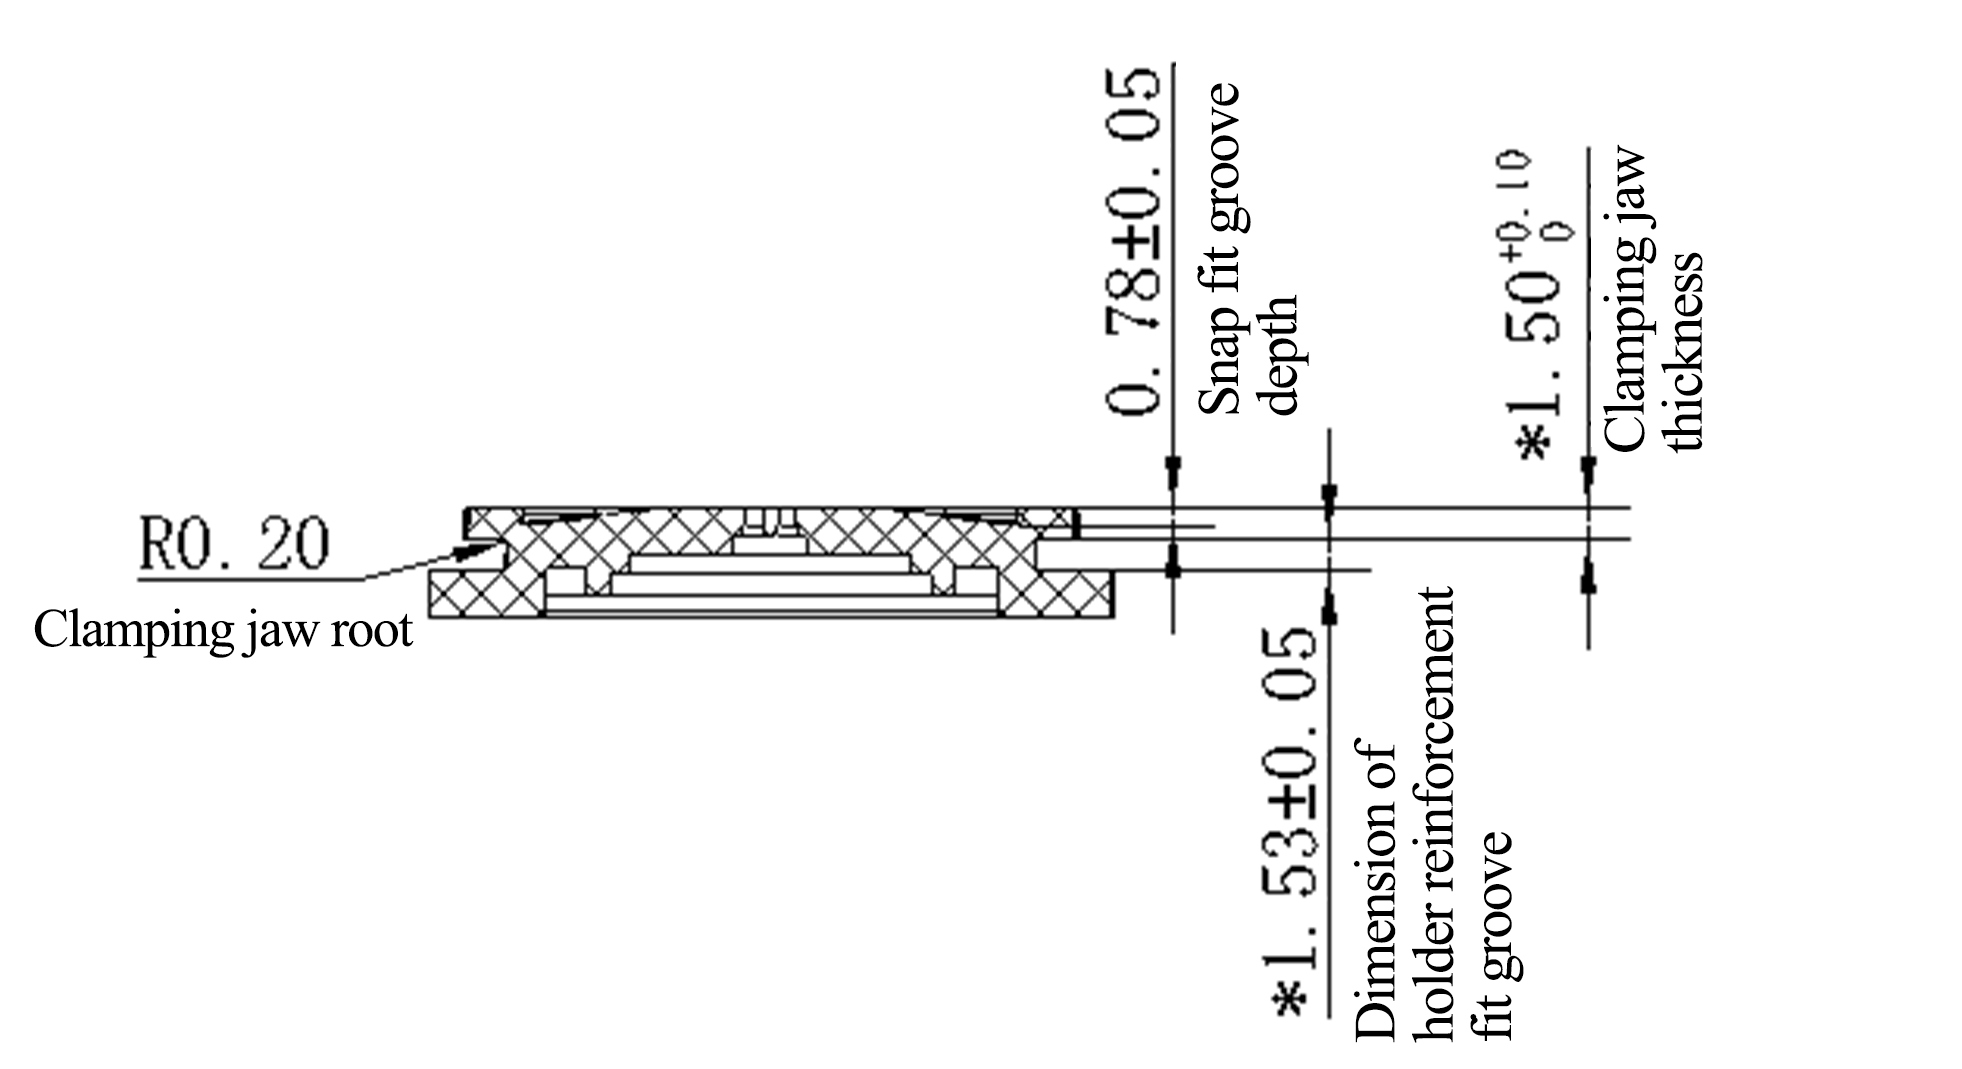 0.78±0.05
Snap fit groove
depth
*1.50 +0.10
0
Clamping jaw
thickness
R0.20
Clamping jaw root
*1.53±0.05
Dimension of
holder reinforcement
fit groove